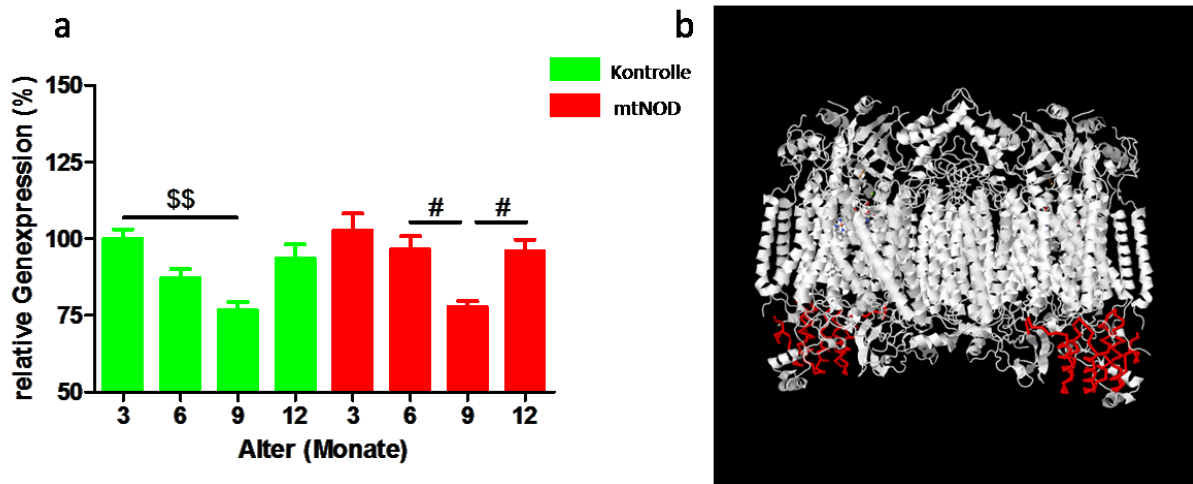 a
b
Kontrolle
mtNOD
relative Genexpression (%)
150
125
100
75
50
$$
#
#
3 6 9 12 3 6 9 12
Alter (Monate)